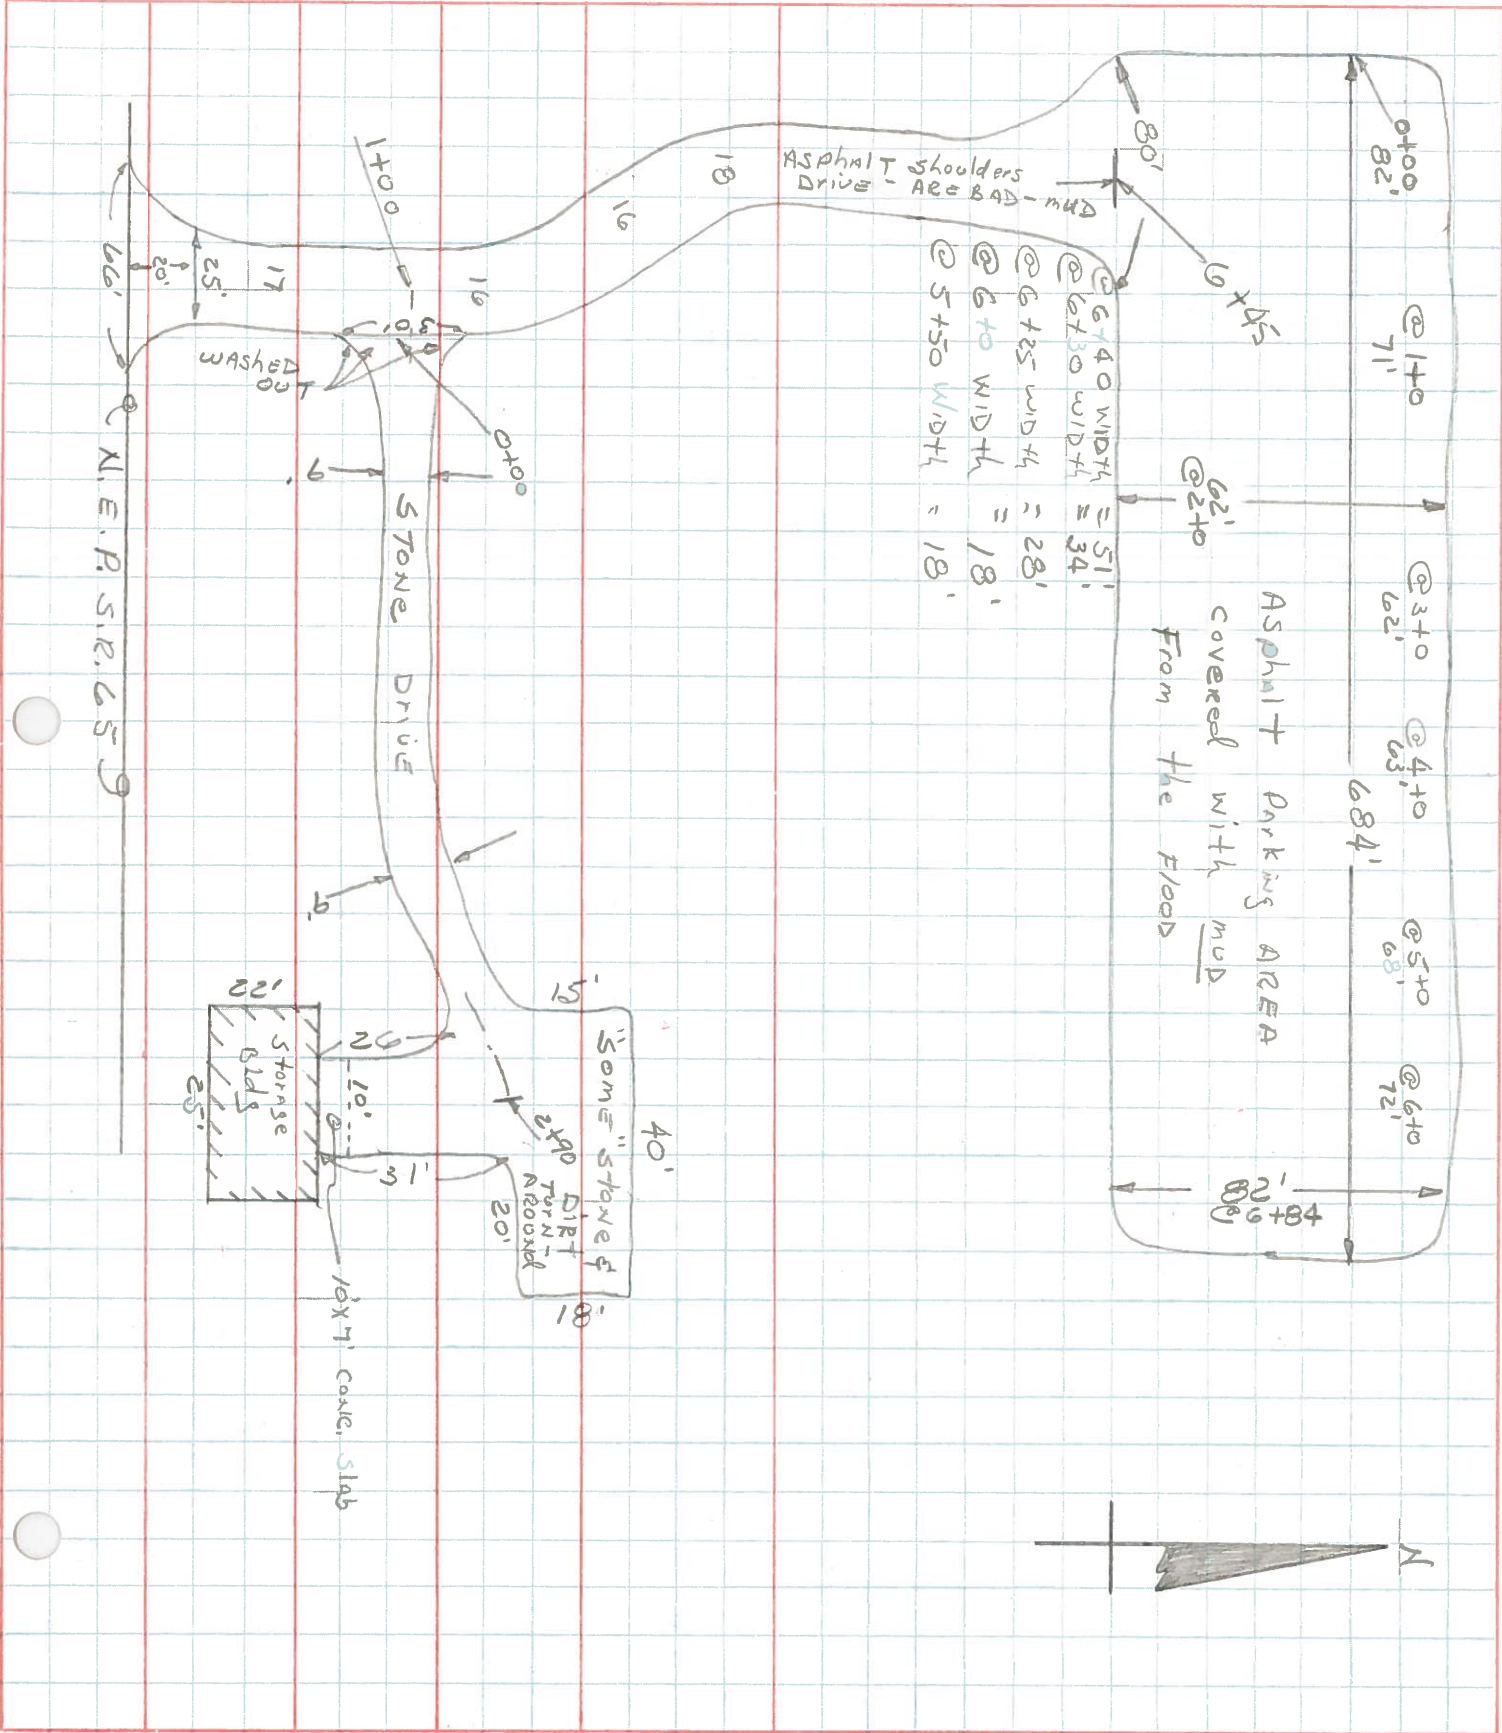 0+00
82'
@ 1+0
71'
@ 3+0
62'
@ 4+0
63'
@ 5+0
68'
@ 6+0
72'
684'
82'
@ 6+84
62'
@ 2+0
Asphalt Parking AREA
covered with mud
From the Flood
80'
6+45
Asphalt shoulders
Drive - ARE BAD - mud
@ 6+40 width = 51'
@ 6+30 width = 34'
@ 6+25 width = 28'
@ 6+0 width = 18'
@ 5+50 width = 18'
18
16
16
1+00
17
30'
25'
20'
66'
WASHED
OUT
0+00
9'
STONE DRIVE
9'
15'
"Some" Stone &
DIRT
TURN-
AROUND
40'
18'
20'
2+90
26
10'
31'
22'
Storage
Bldg
25'
10'x7' conc. slab
N.E.P. S.R. 659
N